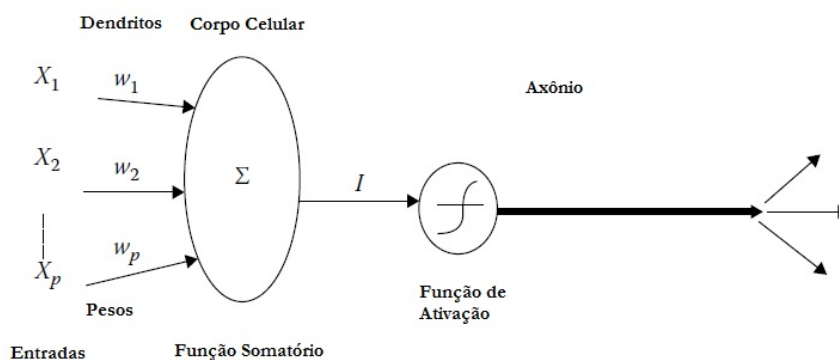 Dendritos
Corpo Celular
X₁
w₁
Axônio
X₂
w₂
Σ
I
wₚ
Xₚ
Pesos
Função de
Ativação
Entradas
Função Somatório